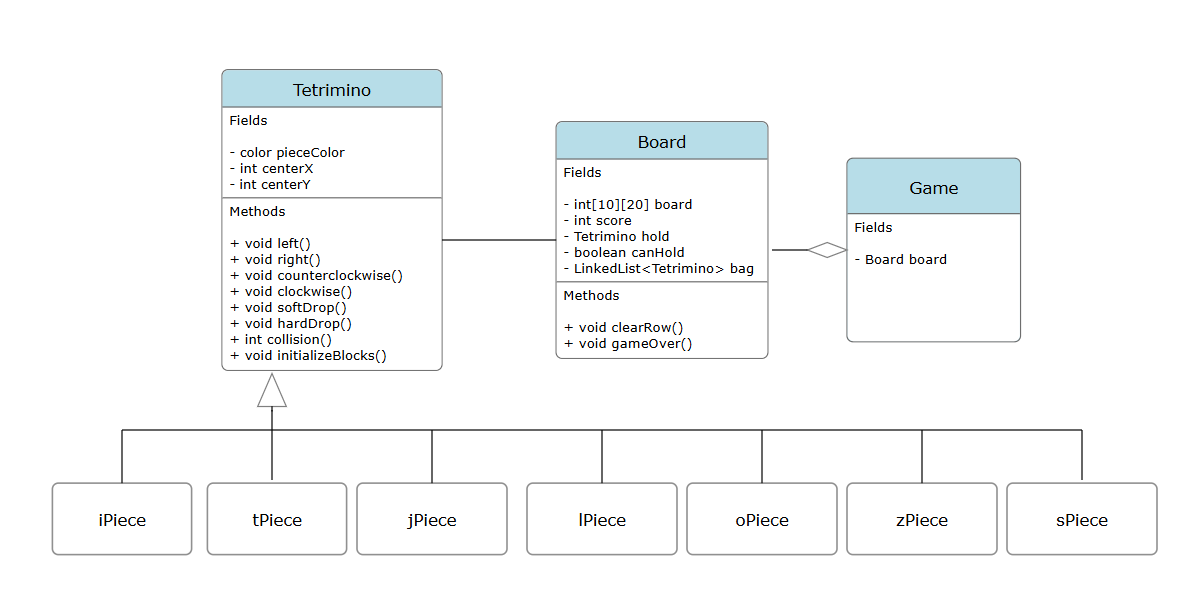 Tetrimino
Fields
- color pieceColor
- int centerX
- int centerY
Methods
+ void left()
+ void right()
+ void counterclockwise()
+ void clockwise()
+ void softDrop()
+ void hardDrop()
+ int collision()
+ void initializeBlocks()
Board
Fields
- int[10][20] board
- int score
- Tetrimino hold
- boolean canHold
- LinkedList<Tetrimino> bag
Methods
+ void clearRow()
+ void gameOver()
Game
Fields
- Board board
iPiece
tPiece
jPiece
lPiece
oPiece
zPiece
sPiece